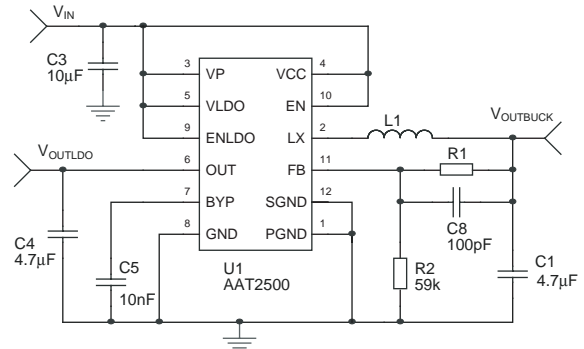 VIN
C3
10μF
3
VP
VCC
4
5
VLDO
EN
10
9
ENLDO
LX
2
L1
VOUTBUCK
VOUTLDO
6
OUT
FB
11
R1
7
BYP
SGND
12
8
GND
PGND
1
C8
100pF
C4
4.7μF
C5
10nF
U1
AAT2500
R2
59k
C1
4.7μF